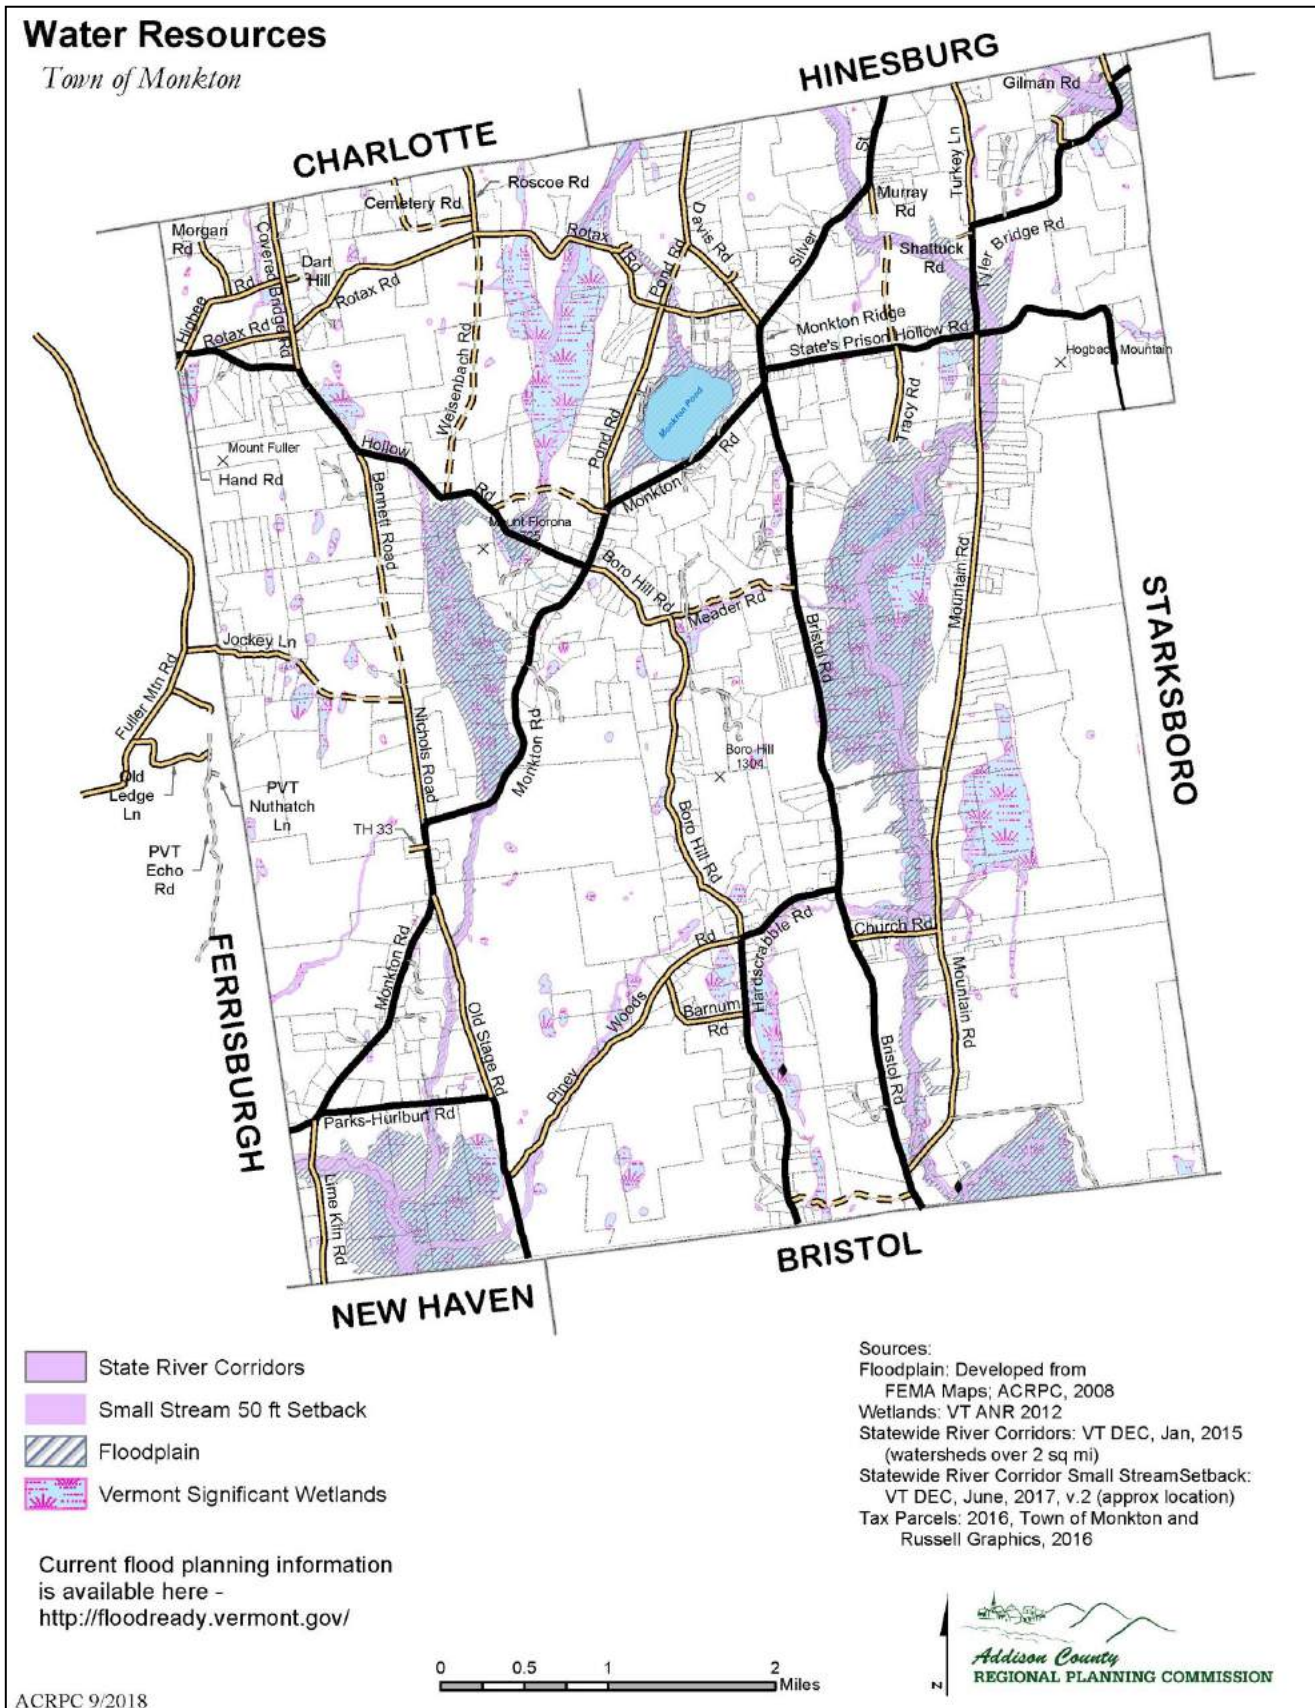 Water Resources
Town of Monkton
HINESBURG
CHARLOTTE
Gilman Rd
St
Turkey Ln
Roscoe Rd
Cemetery Rd
Murray
Rd
Morgan
Rd
Covered Bridge Rd
Rotax
Rd
Davis Rd
Silver
Shattuck
Rd
Tyler Bridge Rd
Dart
Hill
Rd
Rotax Rd
Pond Rd
Higbee
Rotax Rd
Monkton Ridge
State's Prison Hollow Rd
Hogback Mountain
Weisenbach Rd
Tracy Rd
Monkton Pond
Pond Rd
Mount Fuller
Hollow
Rd
Hand Rd
Bennett Road
Rd
Monkton
Mount Florona
Boro Hill Rd
Meader Rd
Mountain Rd
STARKSBORO
Jockey Ln
Bristol Rd
Fuller Mtn Rd
Nichols Road
Monkton Rd
Boro Hill
1304
Old
Ledge
Ln
PVT
Nuthatch
Ln
TH 33
PVT
Echo
Rd
Boro Hill Rd
FERRISBURGH
Monkton Rd
Rd
Hardscrabble Rd
Church Rd
Mountain Rd
Woods
Barnum
Rd
Old Stage Rd
Piney
Bristol Rd
Parks-Hurlburt Rd
Lime Kiln Rd
BRISTOL
NEW HAVEN
State River Corridors
Small Stream 50 ft Setback
Floodplain
Vermont Significant Wetlands
Sources:
Floodplain: Developed from
FEMA Maps; ACRPC, 2008
Wetlands: VT ANR 2012
Statewide River Corridors: VT DEC, Jan, 2015
(watersheds over 2 sq mi)
Statewide River Corridor Small StreamSetback:
VT DEC, June, 2017, v.2 (approx location)
Tax Parcels: 2016, Town of Monkton and
Russell Graphics, 2016
Current flood planning information
is available here -
http://floodready.vermont.gov/
0 0.5 1 2
Miles
N
Addison County
REGIONAL PLANNING COMMISSION
ACRPC 9/2018